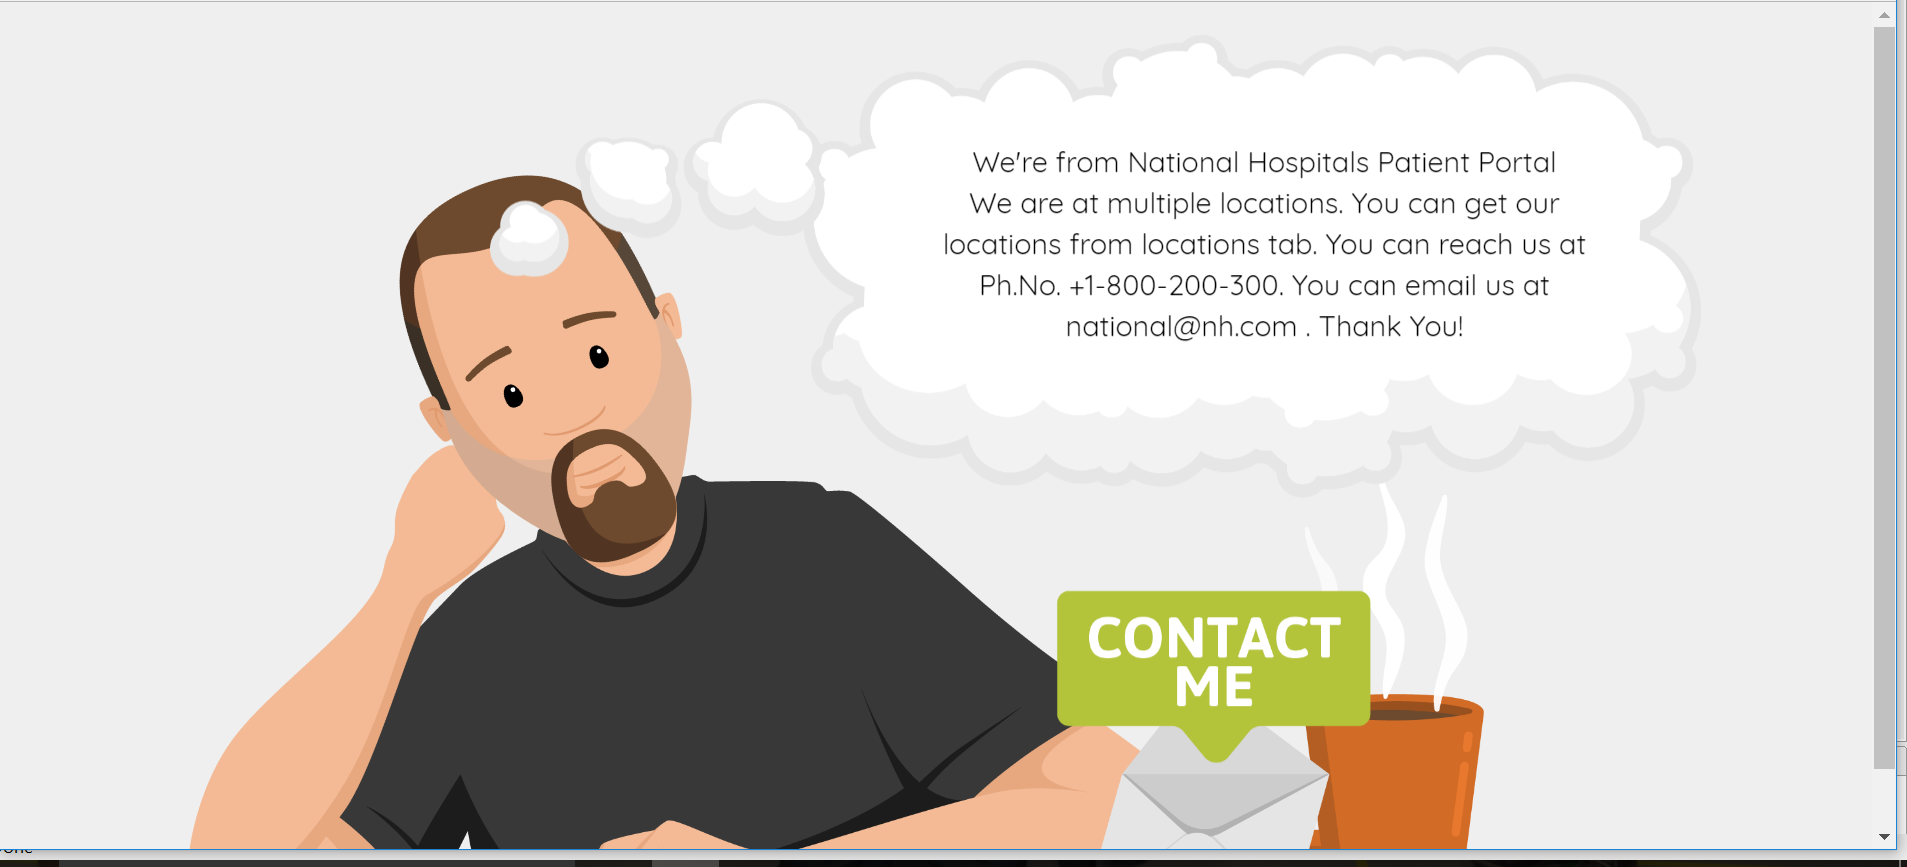 We're from National Hospitals Patient Portal
We are at multiple locations. You can get our
locations from locations tab. You can reach us at
Ph.No. +1-800-200-300. You can email us at
national@nh.com . Thank You!
CONTACT
ME